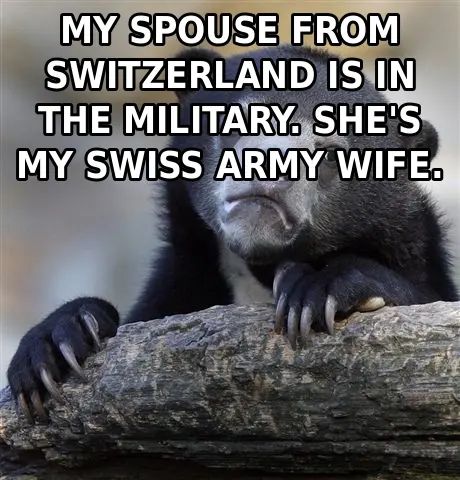 MY SPOUSE FROM
SWITZERLAND IS IN
THE MILITARY. SHE'S
MY SWISS ARMY WIFE.